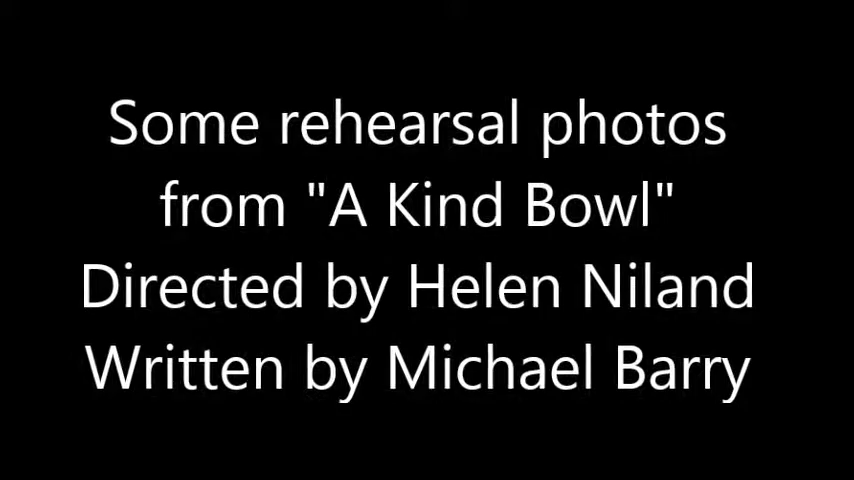 Some rehearsal photos
from "A Kind Bowl"
Directed by Helen Niland
Written by Michael Barry